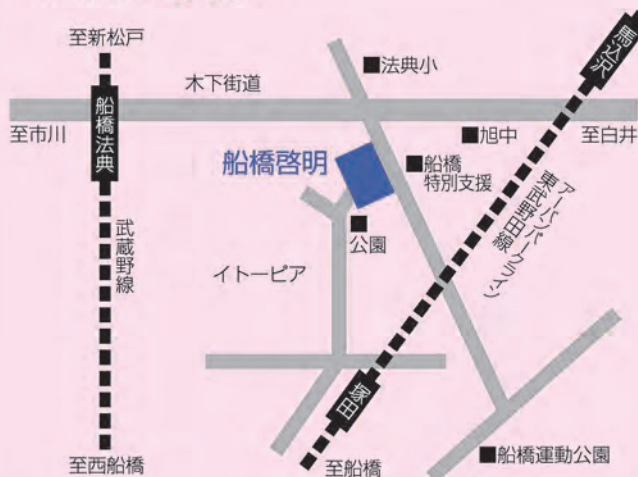 至新松戸
木下街道
■法典小
馬込沢
船橋法典
至市川
■旭中
至白井
船橋啓明
■船橋
特別支援
■
公園
アーバンパークライン
東武野田線
武蔵野線
イトーピア
塚田
至西船橋
至船橋
■船橋運動公園